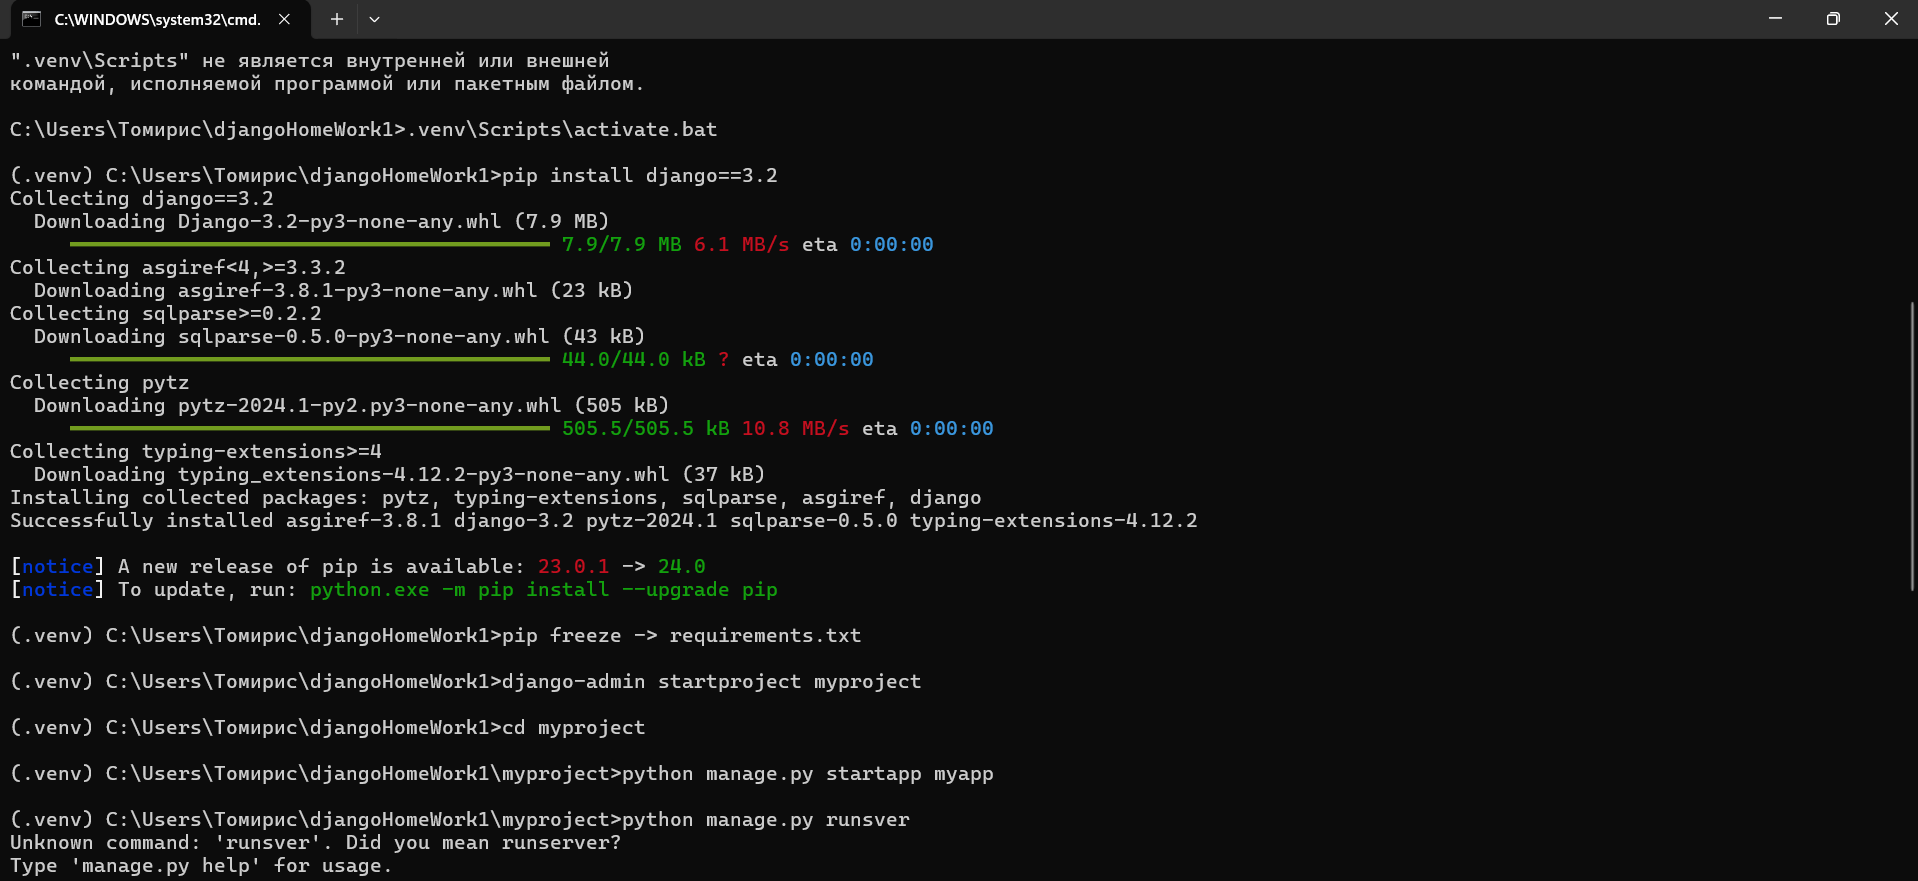 C:\WINDOWS\system32\cmd.
".venv\Scripts" не является внутренней или внешней
командой, исполняемой программой или пакетным файлом.
C:\Users\Томирис\djangoHomeWork1>.venv\Scripts\activate.bat
(.venv) C:\Users\Томирис\djangoHomeWork1>pip install django==3.2
Collecting django==3.2
  Downloading Django-3.2-py3-none-any.whl (7.9 MB)
7.9/7.9 MB 6.1 MB/s eta 0:00:00
Collecting asgiref<4,>=3.3.2
  Downloading asgiref-3.8.1-py3-none-any.whl (23 kB)
Collecting sqlparse>=0.2.2
  Downloading sqlparse-0.5.0-py3-none-any.whl (43 kB)
44.0/44.0 kB ? eta 0:00:00
Collecting pytz
  Downloading pytz-2024.1-py2.py3-none-any.whl (505 kB)
505.5/505.5 kB 10.8 MB/s eta 0:00:00
Collecting typing-extensions>=4
  Downloading typing_extensions-4.12.2-py3-none-any.whl (37 kB)
Installing collected packages: pytz, typing-extensions, sqlparse, asgiref, django
Successfully installed asgiref-3.8.1 django-3.2 pytz-2024.1 sqlparse-0.5.0 typing-extensions-4.12.2
[notice] A new release of pip is available: 23.0.1 -> 24.0
[notice] To update, run: python.exe -m pip install --upgrade pip
(.venv) C:\Users\Томирис\djangoHomeWork1>pip freeze -> requirements.txt
(.venv) C:\Users\Томирис\djangoHomeWork1>django-admin startproject myproject
(.venv) C:\Users\Томирис\djangoHomeWork1>cd myproject
(.venv) C:\Users\Томирис\djangoHomeWork1\myproject>python manage.py startapp myapp
(.venv) C:\Users\Томирис\djangoHomeWork1\myproject>python manage.py runsver
Unknown command: 'runsver'. Did you mean runserver?
Type 'manage.py help' for usage.